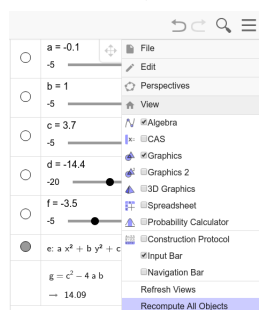 a = -0.1
-5
b = 1
-5
c = 3.7
-5
d = -14.4
-20
f = -3.5
-5
e: a x² + b y² + c
g = c² − 4 a b
→ 14.09
File
Edit
Perspectives
View
Algebra
x= CAS
Graphics
Graphics 2
3D Graphics
Spreadsheet
Probability Calculator
Construction Protocol
Input Bar
Navigation Bar
Refresh Views
Recompute All Objects